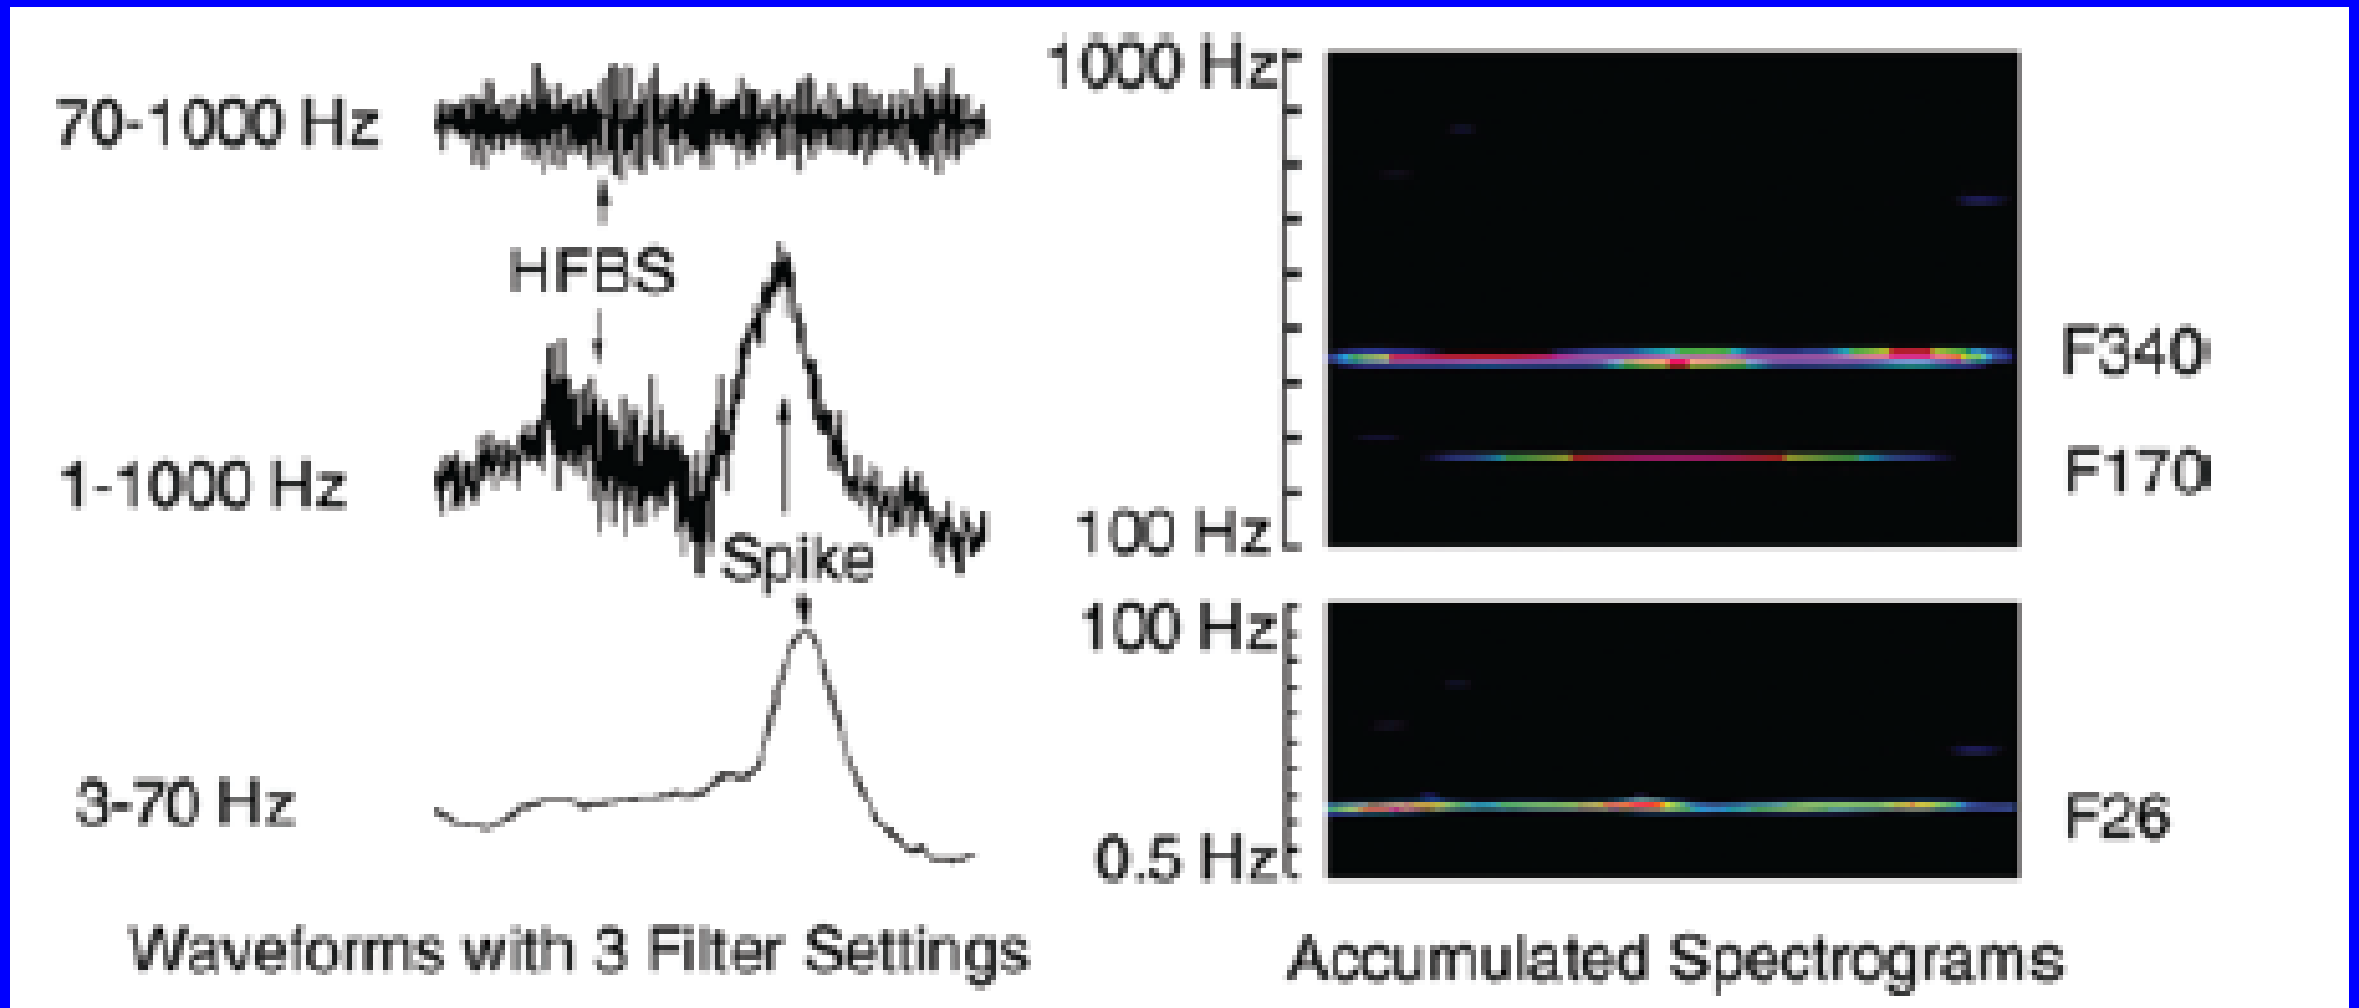 70-1000 Hz
HFBS
1-1000 Hz
Spike
3-70 Hz
Waveforms with 3 Filter Settings
1000 Hz
F340
F170
100 Hz
100 Hz
F26
0.5 Hz
Accumulated Spectrograms